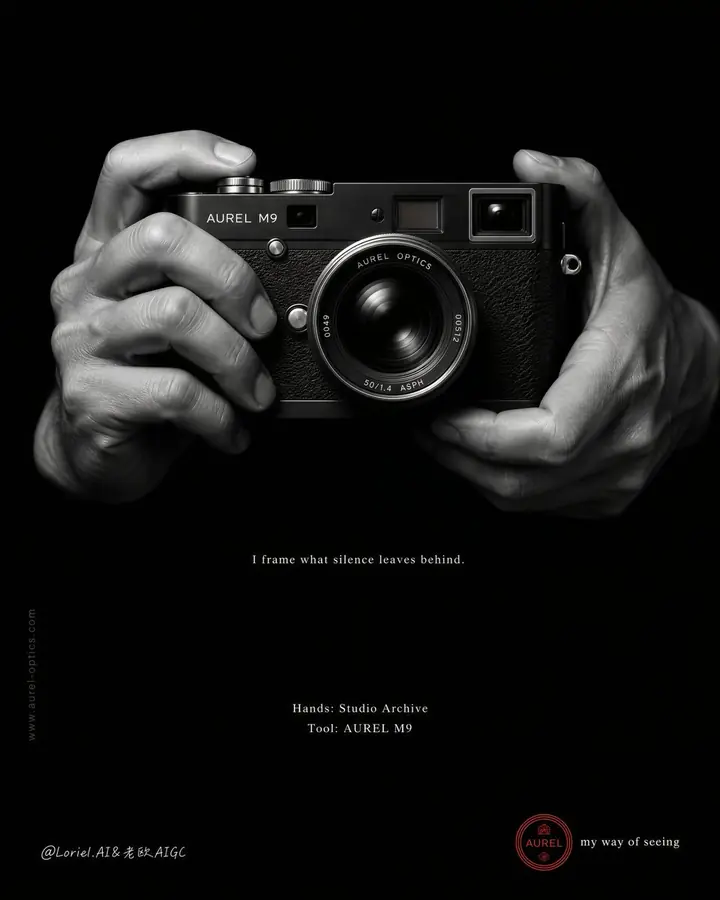 AUREL M9
AUREL OPTICS
0049
00512
50/1.4 ASPH
I frame what silence leaves behind.
www.aurel-optics.com
Hands: Studio Archive
Tool: AUREL M9
AUREL
my way of seeing
@Loriel.AI&老欧AIGC